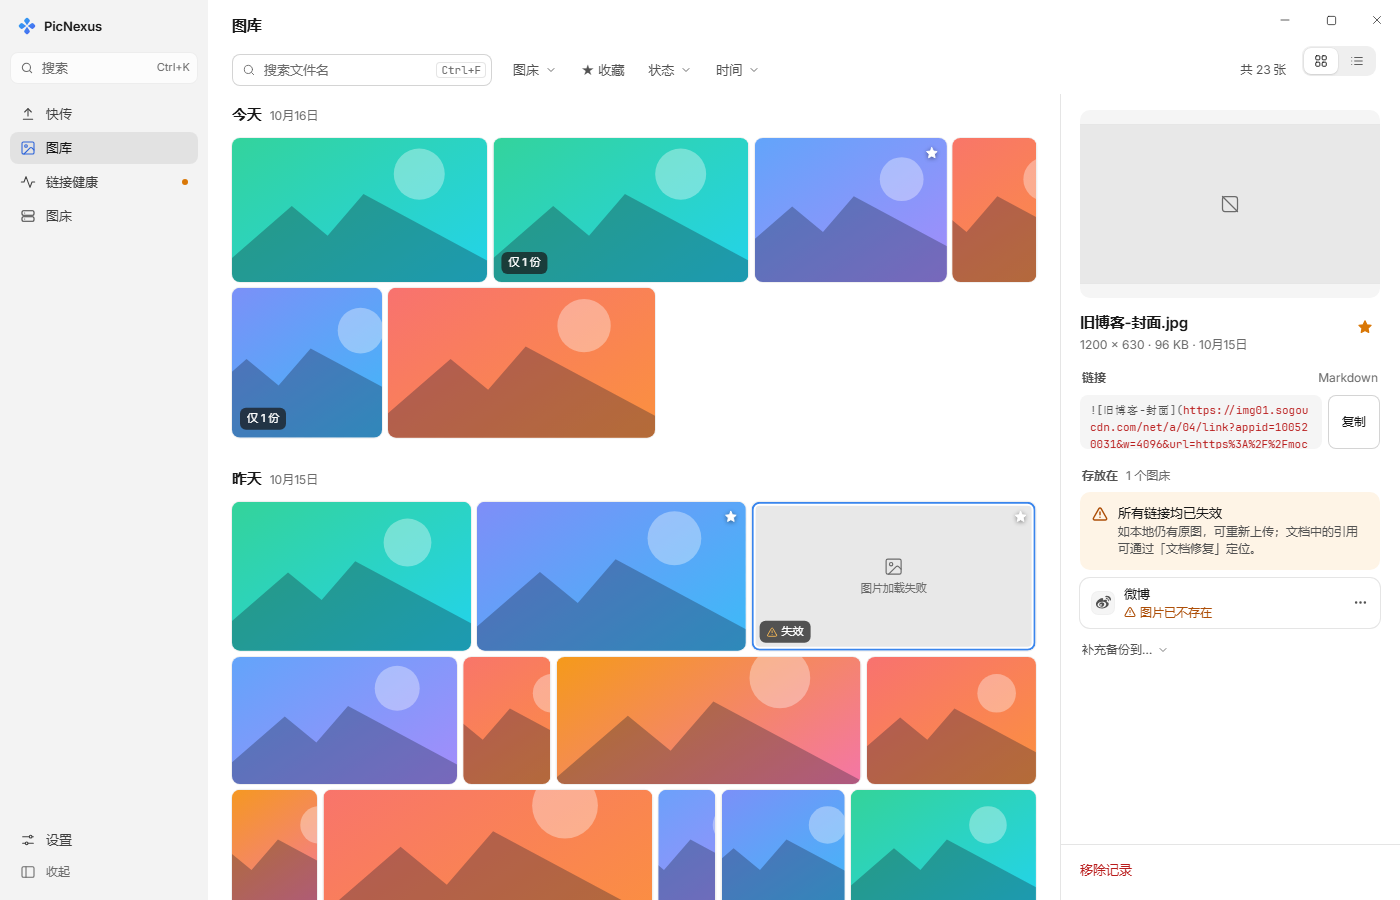 PicNexus
搜索 Ctrl+K
快传
图库
链接健康
图床
设置
收起
图库
搜索文件名 Ctrl+F
图床
★ 收藏
状态
时间
共 23 张
今天 10月16日
仅 1 份
仅 1 份
昨天 10月15日
图片加载失败
失效
旧博客-封面.jpg
1200 × 630 · 96 KB · 10月15日
链接 Markdown
![旧博客-封面](https://img01.sogou
cdn.com/net/a/04/link?appid=10052
0031&w=4096&url=https%3A%2F%2Fmoc
复制
存放在 1 个图床
所有链接均已失效
如本地仍有原图，可重新上传；文档中的引用
可通过「文档修复」定位。
微博
图片已不存在
补充备份到...
移除记录